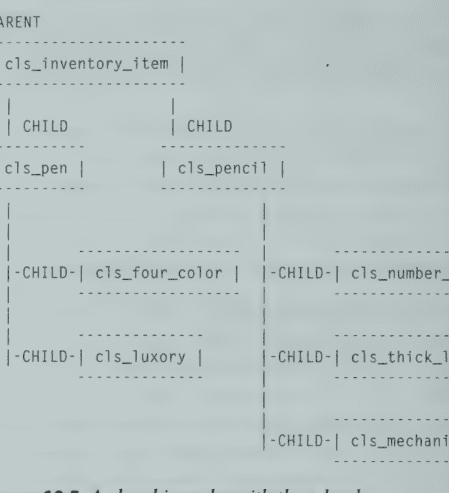 ARENT
cls_inventory_item |
| CHILD | CHILD
cls_pen | | cls_pencil |
|-CHILD-| cls_four_color | |-CHILD-| cls_number_
|-CHILD-| cls_luxory | |-CHILD-| cls_thick_l
|-CHILD-| cls_mechani